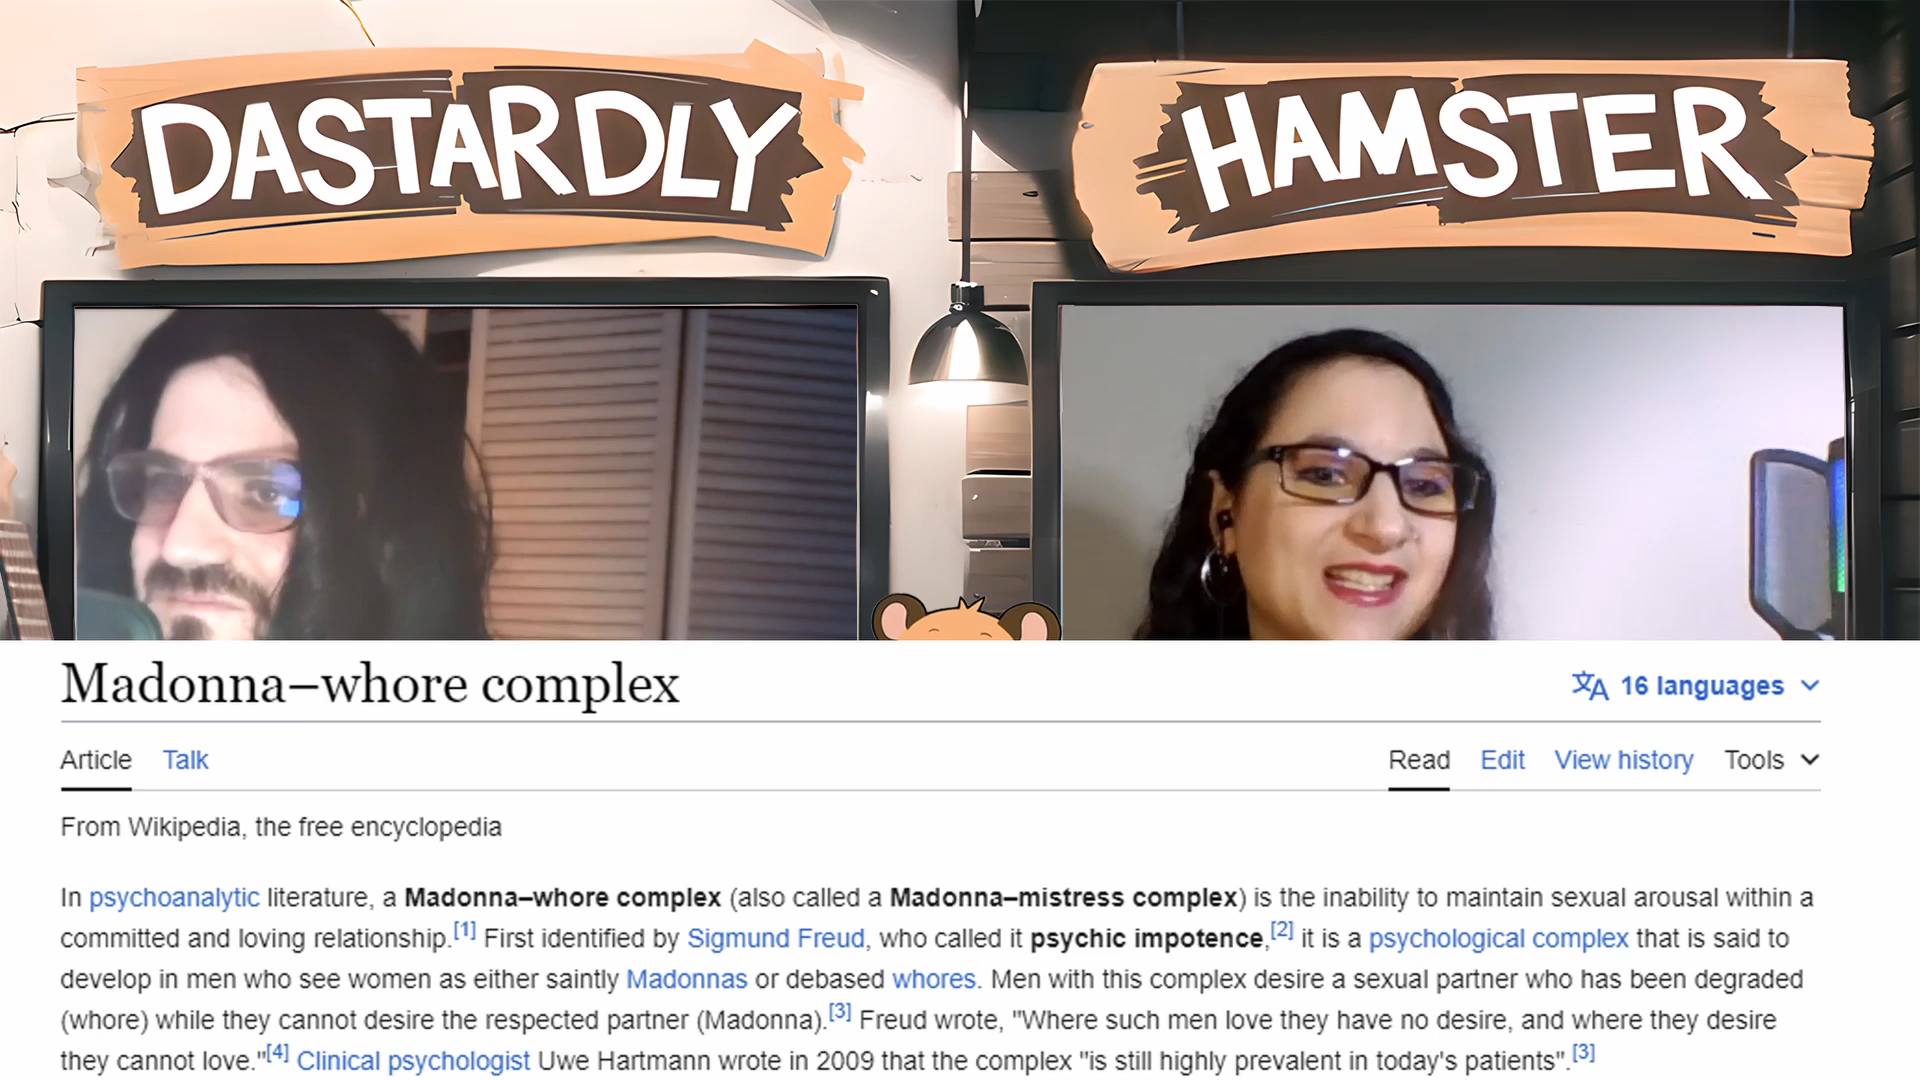 DASTARDLY
HAMSTER
Madonna–whore complex
16 languages
Article Talk
Read Edit View history Tools
From Wikipedia, the free encyclopedia
In psychoanalytic literature, a Madonna–whore complex (also called a Madonna–mistress complex) is the inability to maintain sexual arousal within a
committed and loving relationship.[1] First identified by Sigmund Freud, who called it psychic impotence,[2] it is a psychological complex that is said to
develop in men who see women as either saintly Madonnas or debased whores. Men with this complex desire a sexual partner who has been degraded
(whore) while they cannot desire the respected partner (Madonna).[3] Freud wrote, "Where such men love they have no desire, and where they desire
they cannot love."[4] Clinical psychologist Uwe Hartmann wrote in 2009 that the complex "is still highly prevalent in today's patients".[3]